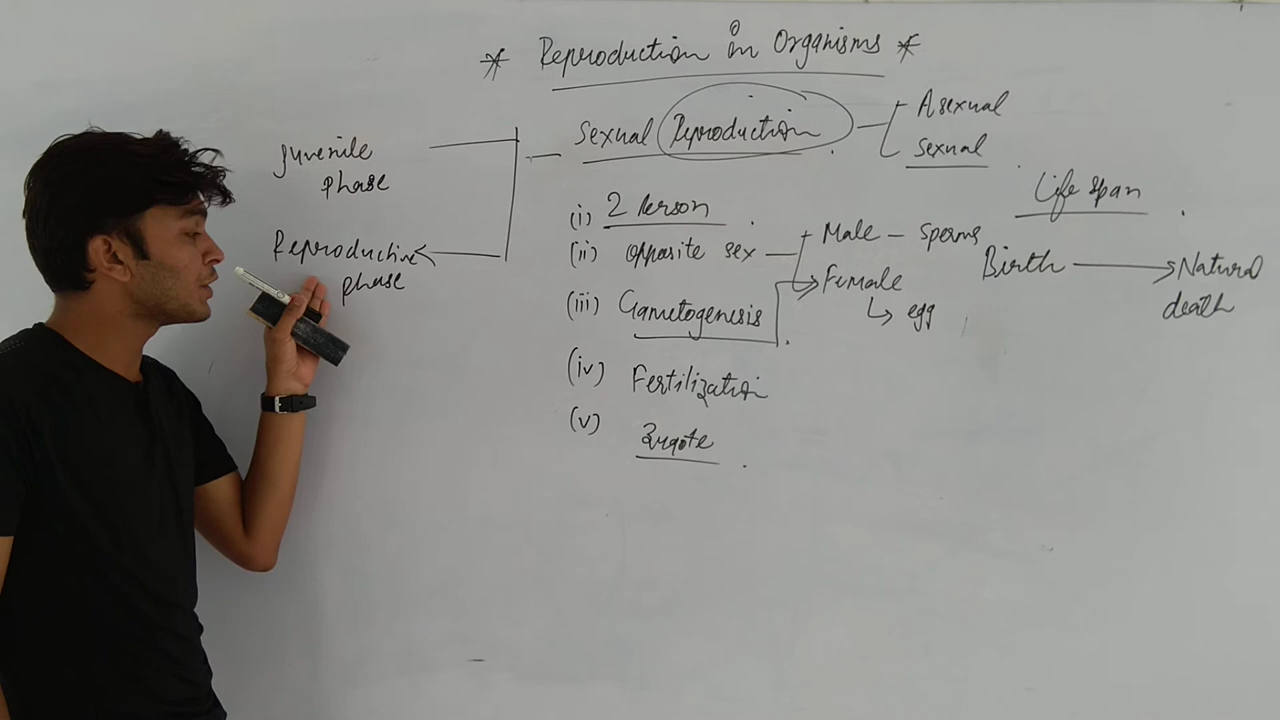 * Reproduction in Organisms *
Juvenile
phase
Reproductive
phase
Sexual Reproduction
Asexual
Sexual
(i) 2 Person
(ii) opposite sex
Male - Sperms
Female
egg
(iii) Gametogenesis
(iv) Fertilization
(v) Zygote
Life span
Birth → Natural
death